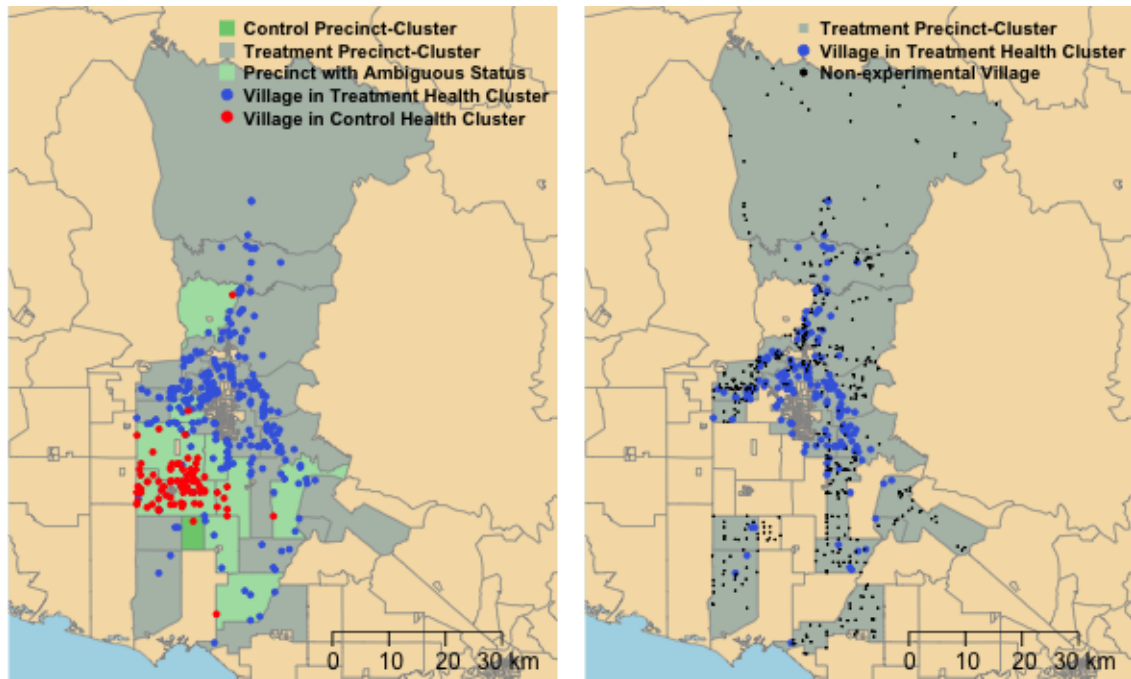 Control Precinct-Cluster
Treatment Precinct-Cluster
Precinct with Ambiguous Status
Village in Treatment Health Cluster
Village in Control Health Cluster
0 10 20 30 km
Treatment Precinct-Cluster
Village in Treatment Health Cluster
Non-experimental Village
0 10 20 30 km